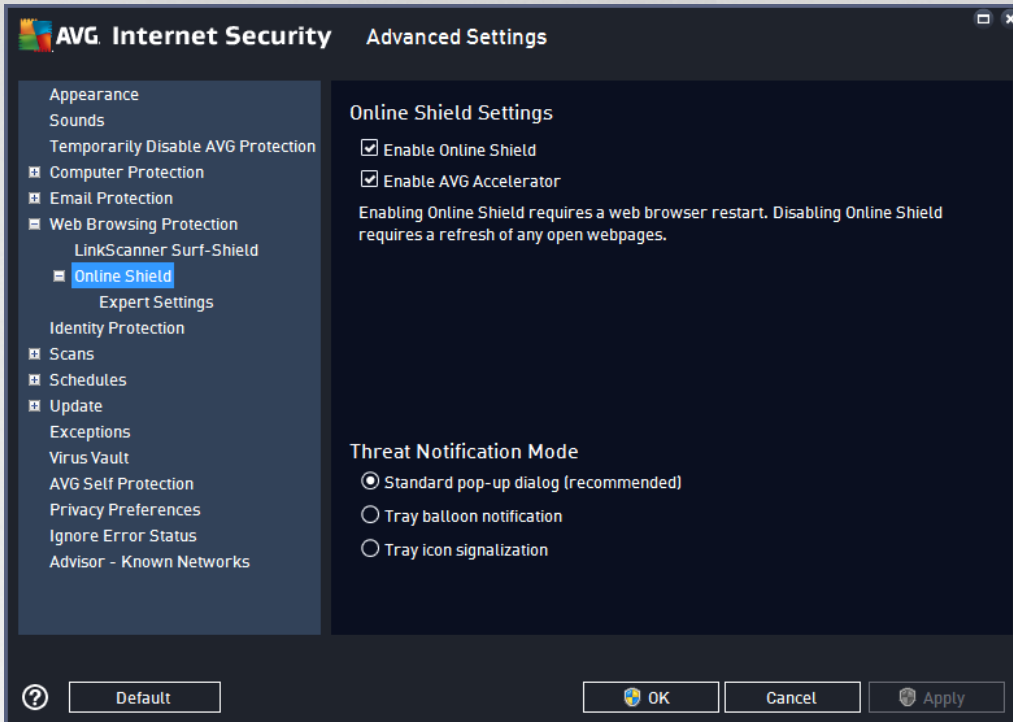 AVG. Internet Security Advanced Settings
Appearance
Sounds
Temporarily Disable AVG Protection
Computer Protection
Email Protection
Web Browsing Protection
LinkScanner Surf-Shield
Online Shield
Expert Settings
Identity Protection
Scans
Schedules
Update
Exceptions
Virus Vault
AVG Self Protection
Privacy Preferences
Ignore Error Status
Advisor - Known Networks
Online Shield Settings
Enable Online Shield
Enable AVG Accelerator
Enabling Online Shield requires a web browser restart. Disabling Online Shield
requires a refresh of any open webpages.
Threat Notification Mode
Standard pop-up dialog (recommended)
Tray balloon notification
Tray icon signalization
? Default OK Cancel Apply